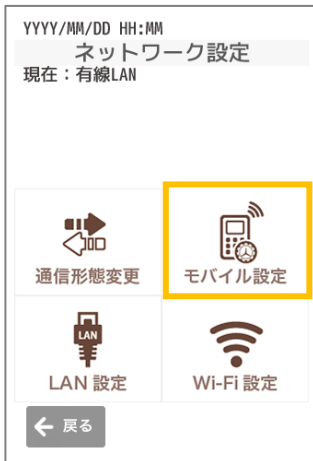 YYYY/MM/DD HH:MM
ネットワーク設定
現在：有線LAN
通信形態変更
モバイル設定
LAN
LAN 設定
Wi-Fi 設定
戻る